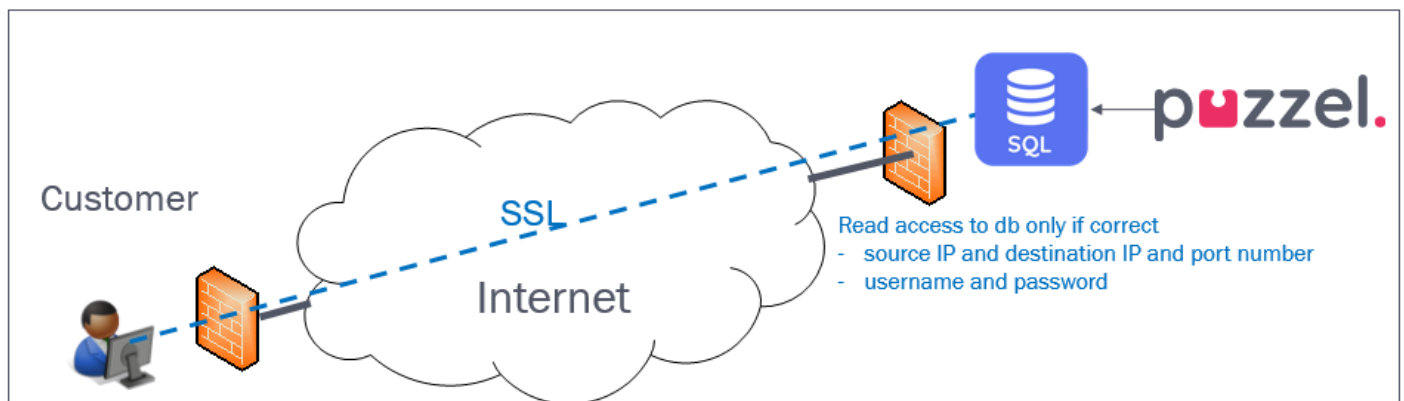 puzzel.
SQL
Customer
SSL
Read access to db only if correct
- source IP and destination IP and port number
- username and password
Internet